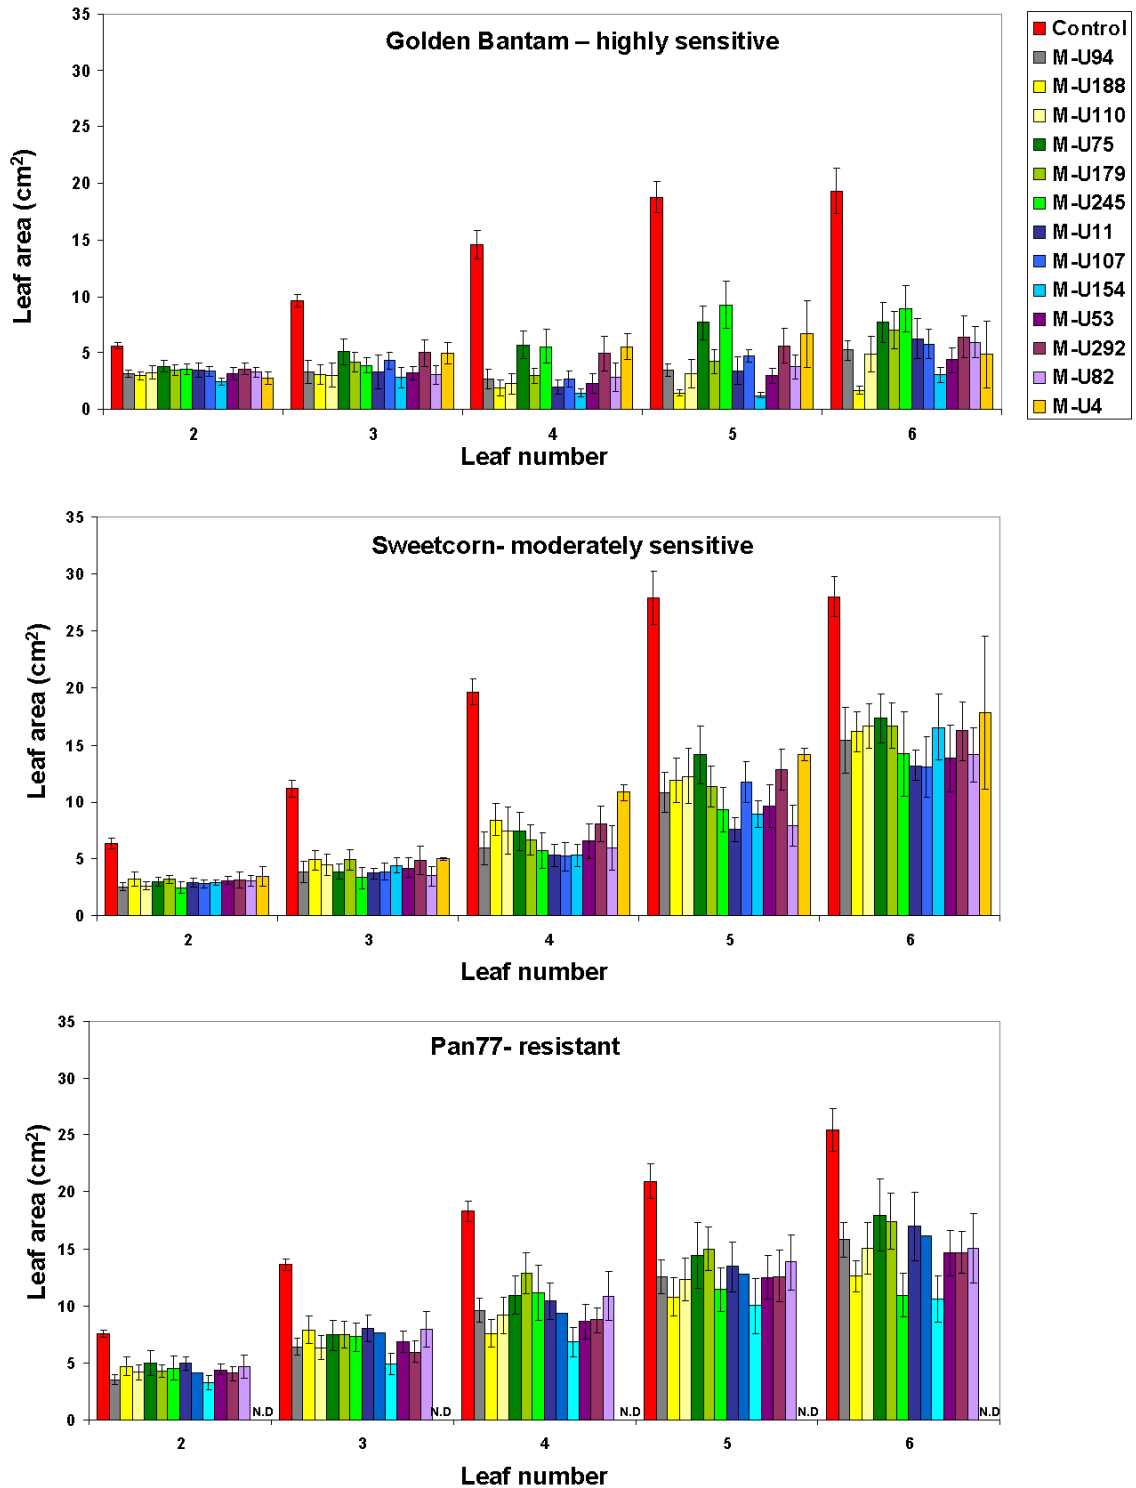 Golden Bantam – highly sensitive
35
30
25
20
15
10
5
0
Leaf area (cm²)
2 3 4 5 6
Leaf number
Control
M-U94
M-U188
M-U110
M-U75
M-U179
M-U245
M-U11
M-U107
M-U154
M-U53
M-U292
M-U82
M-U4
Sweetcorn- moderately sensitive
35
30
25
20
15
10
5
0
Leaf area (cm²)
2 3 4 5 6
Leaf number
Pan77- resistant
35
30
25
20
15
10
5
0
Leaf area (cm²)
N.D N.D N.D N.D N.D
2 3 4 5 6
Leaf number